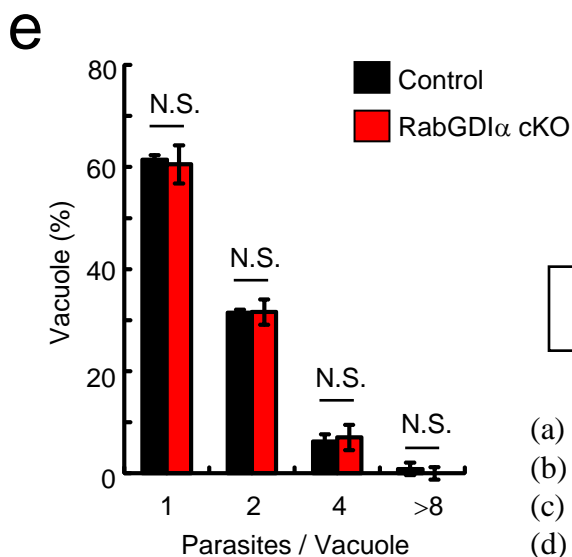 e
80
60
40
20
0
Vacuole (%)
Control
RabGDIα cKO
N.S.
N.S.
N.S.
N.S.
1 2 4 >8
Parasites / Vacuole
(a)
(b)
(c)
(d)